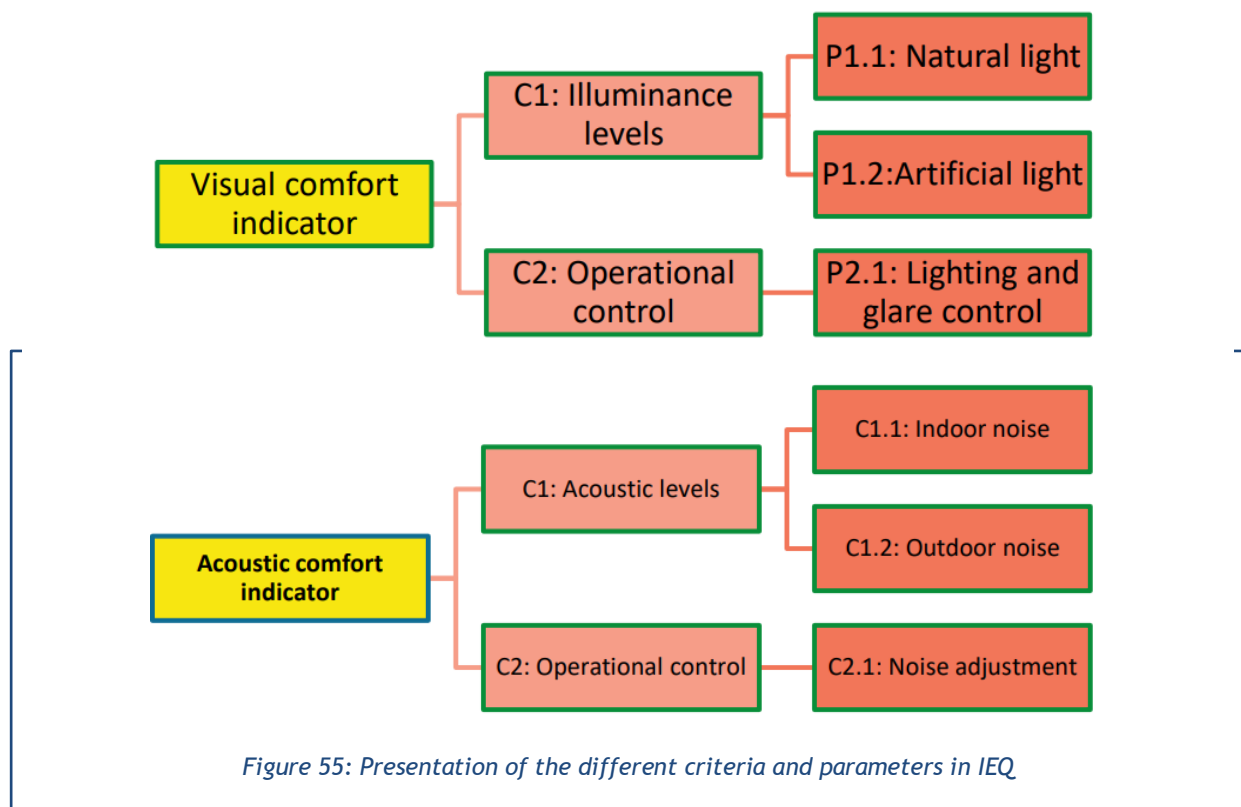 P1.1: Natural light
C1: Illuminance
levels
P1.2:Artificial light
Visual comfort
indicator
C2: Operational
control
P2.1: Lighting and
glare control
C1.1: Indoor noise
C1: Acoustic levels
C1.2: Outdoor noise
Acoustic comfort
indicator
C2: Operational control
C2.1: Noise adjustment
Figure 55: Presentation of the different criteria and parameters in IEQ